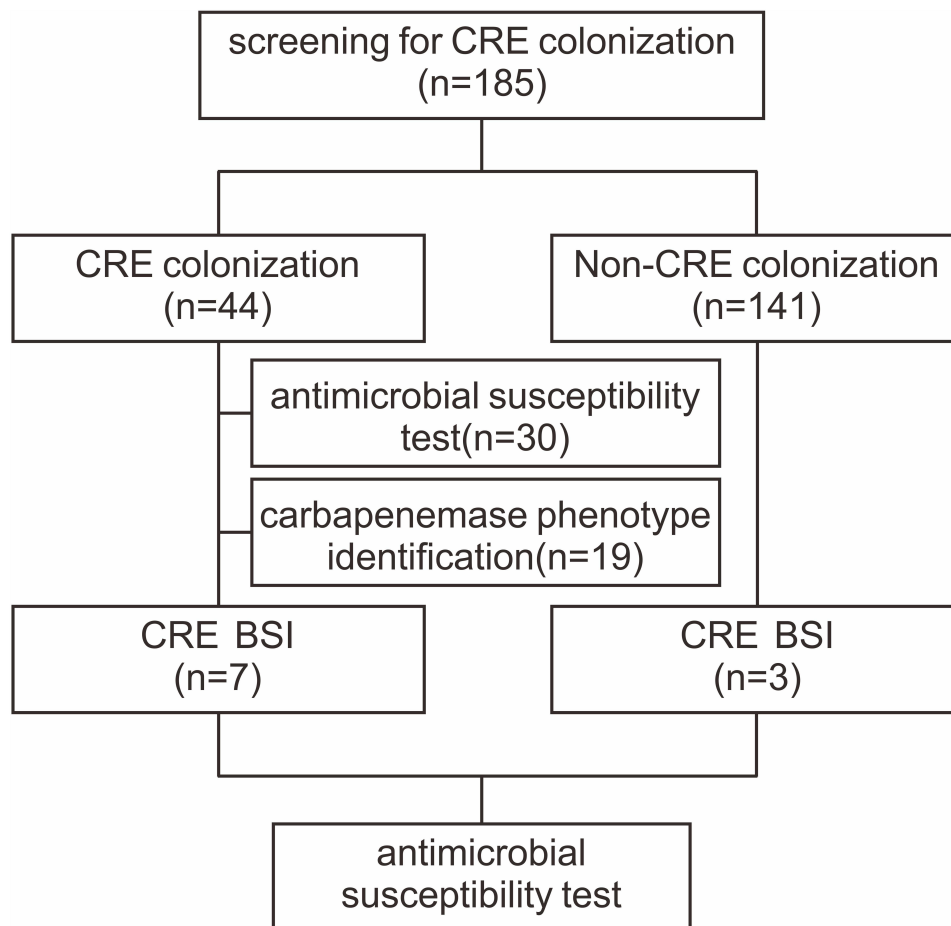 screening for CRE colonization
(n=185)
CRE colonization
(n=44)
Non-CRE colonization
(n=141)
antimicrobial susceptibility
test(n=30)
carbapenemase phenotype
identification(n=19)
CRE BSI
(n=7)
CRE BSI
(n=3)
antimicrobial
susceptibility test